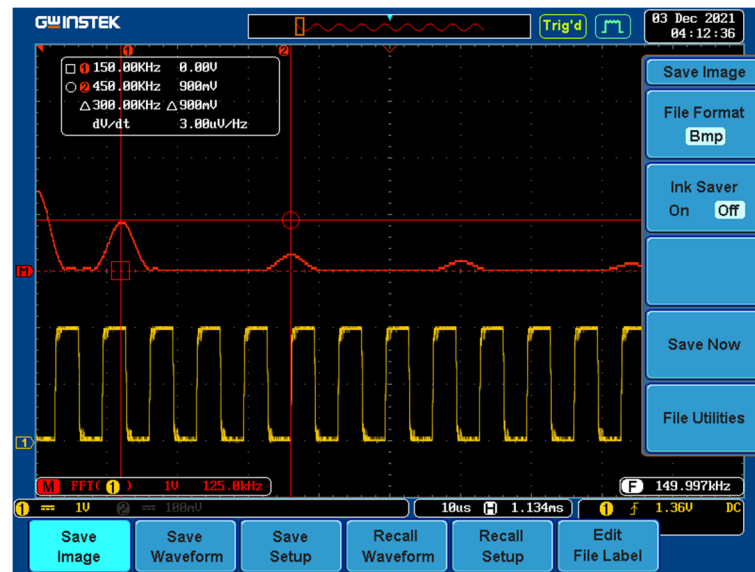 GWINSTEK
Trig'd
03 Dec 2021
04:12:36
1 2
1 150.00KHz 0.00V
2 450.00KHz 900mV
△300.00KHz △900mV
dV/dt 3.00uV/Hz
Save Image
File Format
Bmp
Ink Saver
On Off
M
Save Now
File Utilities
1
M FFT( 1 ) 1V 125.0kHz
F 149.997kHz
1 1V 2 100mV
10us H 1.134ms
1 1.36V DC
Save
Image
Save
Waveform
Save
Setup
Recall
Waveform
Recall
Setup
Edit
File Label